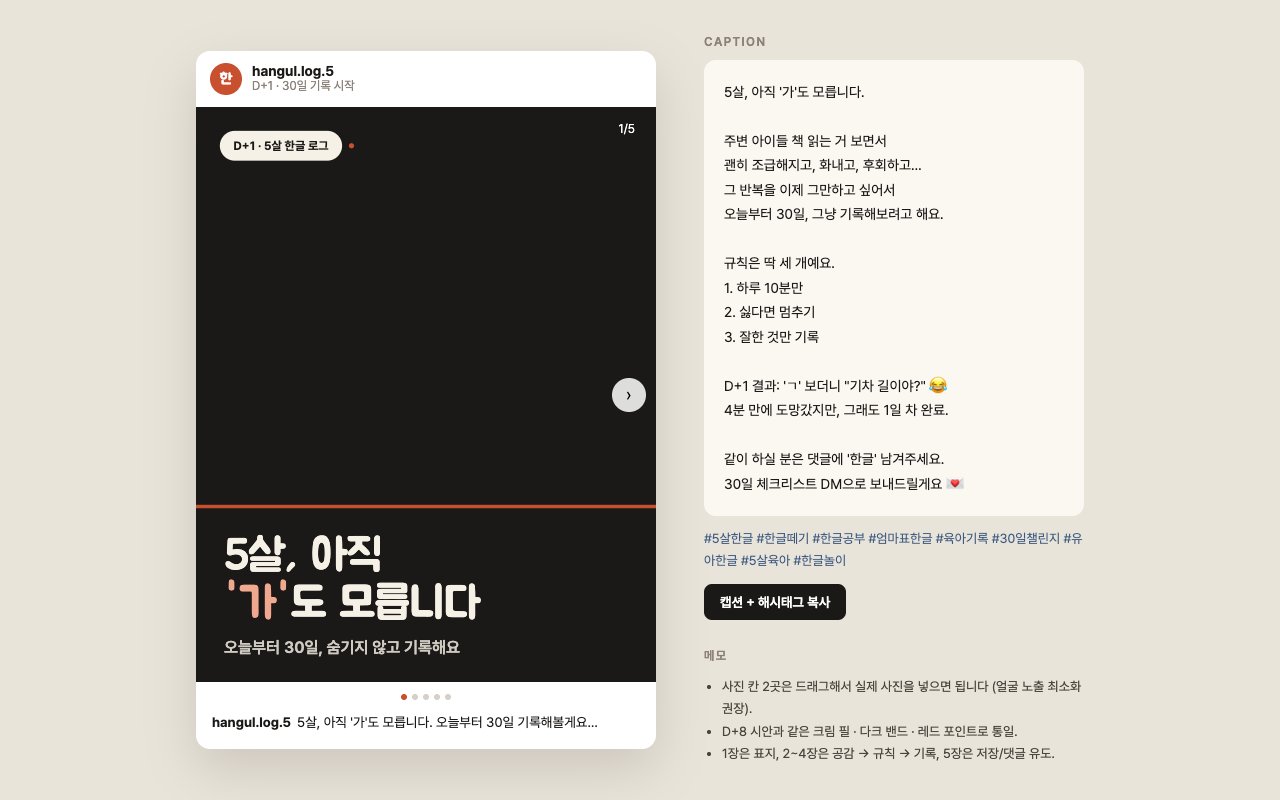 한
hangul.log.5
D+1 · 30일 기록 시작
D+1 · 5살 한글 로그
1/5
›
5살, 아직
'가'도 모릅니다
오늘부터 30일, 숨기지 않고 기록해요
hangul.log.5 5살, 아직 '가'도 모릅니다. 오늘부터 30일 기록해볼게요...
CAPTION
5살, 아직 '가'도 모릅니다.
주변 아이들 책 읽는 거 보면서
괜히 조급해지고, 화내고, 후회하고...
그 반복을 이제 그만하고 싶어서
오늘부터 30일, 그냥 기록해보려고 해요.
규칙은 딱 세 개예요.
1. 하루 10분만
2. 싫다면 멈추기
3. 잘한 것만 기록
D+1 결과: 'ㄱ' 보더니 "기차 길이야?" 😂
4분 만에 도망갔지만, 그래도 1일 차 완료.
같이 하실 분은 댓글에 '한글' 남겨주세요.
30일 체크리스트 DM으로 보내드릴게요 💌
#5살한글 #한글떼기 #한글공부 #엄마표한글 #육아기록 #30일챌린지 #유
아한글 #5살육아 #한글놀이
캡션 + 해시태그 복사
메모
• 사진 칸 2곳은 드래그해서 실제 사진을 넣으면 됩니다 (얼굴 노출 최소화
권장).
• D+8 시안과 같은 크림 필 · 다크 밴드 · 레드 포인트로 통일.
• 1장은 표지, 2~4장은 공감 → 규칙 → 기록, 5장은 저장/댓글 유도.